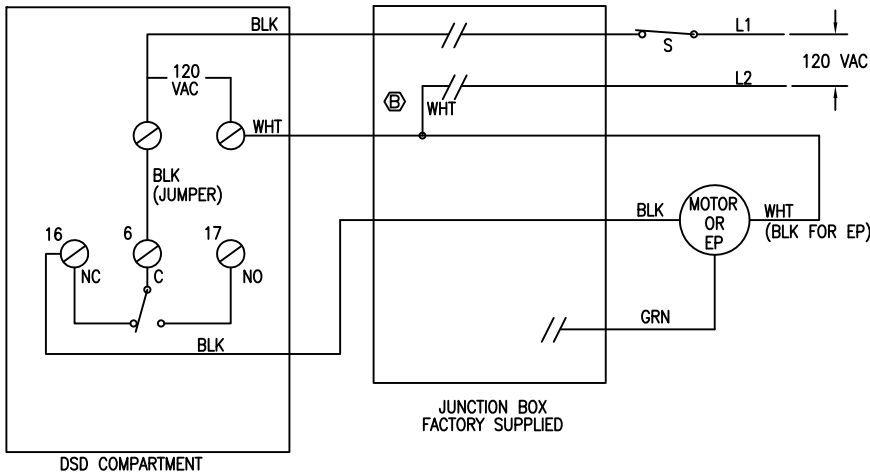 BLK
L1
S
120 VAC
120
VAC
L2
B
WHT
WHT
BLK
(JUMPER)
BLK
MOTOR
OR
EP
WHT
(BLK FOR EP)
16
6
17
NC
C
NO
GRN
BLK
JUNCTION BOX
FACTORY SUPPLIED
DSD COMPARTMENT